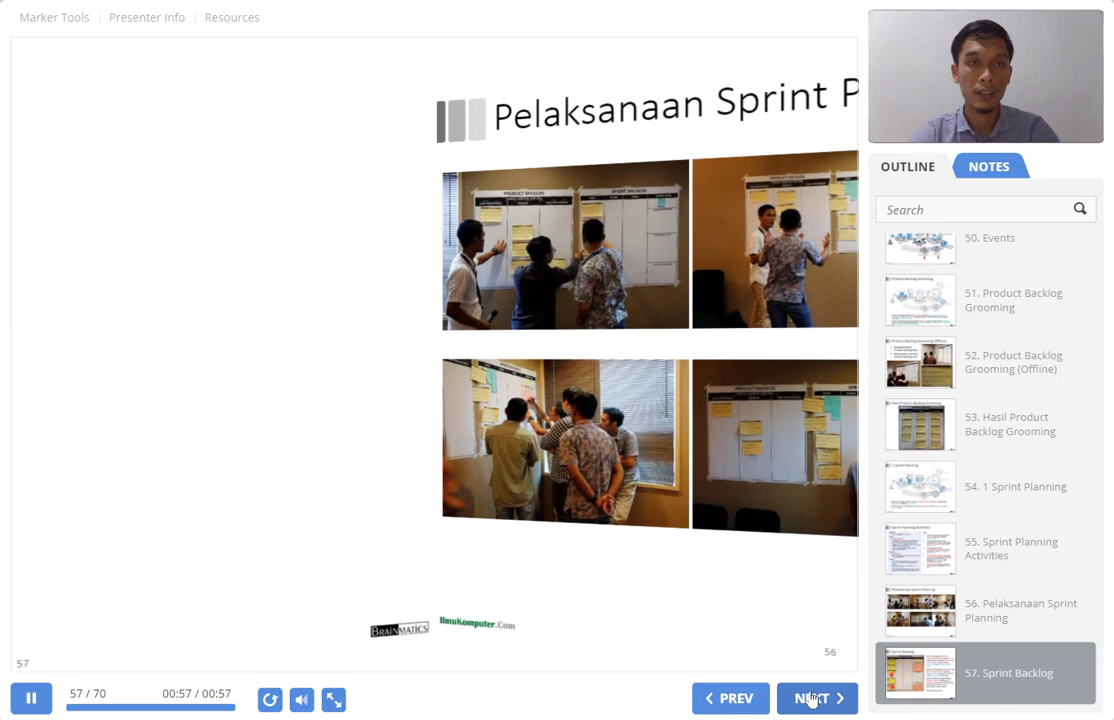 Marker Tools
Presenter Info
Resources
Pelaksanaan Sprint P
PRODUCT BACKLOG
SPRINT BACKLOG
PRODUCT BACKLOG
PRODUCT BACKLOG
BRAINMATICS
IlmuKomputer.Com
57
56
57 / 70
00:57 / 00:57
PREV
NEXT
OUTLINE
NOTES
Search
50. Events
51. Product Backlog
Grooming
52. Product Backlog
Grooming (Offline)
53. Hasil Product
Backlog Grooming
54. 1 Sprint Planning
55. Sprint Planning
Activities
56. Pelaksanaan Sprint
Planning
57. Sprint Backlog